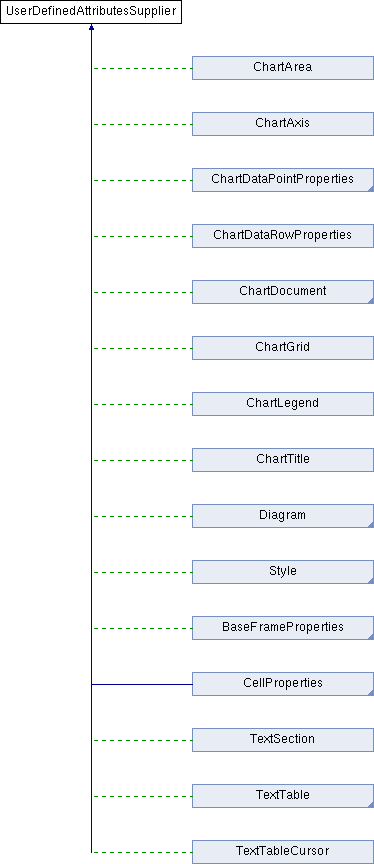 UserDefinedAttributesSupplier
ChartArea
ChartAxis
ChartDataPointProperties
ChartDataRowProperties
ChartDocument
ChartGrid
ChartLegend
ChartTitle
Diagram
Style
BaseFrameProperties
CellProperties
TextSection
TextTable
TextTableCursor